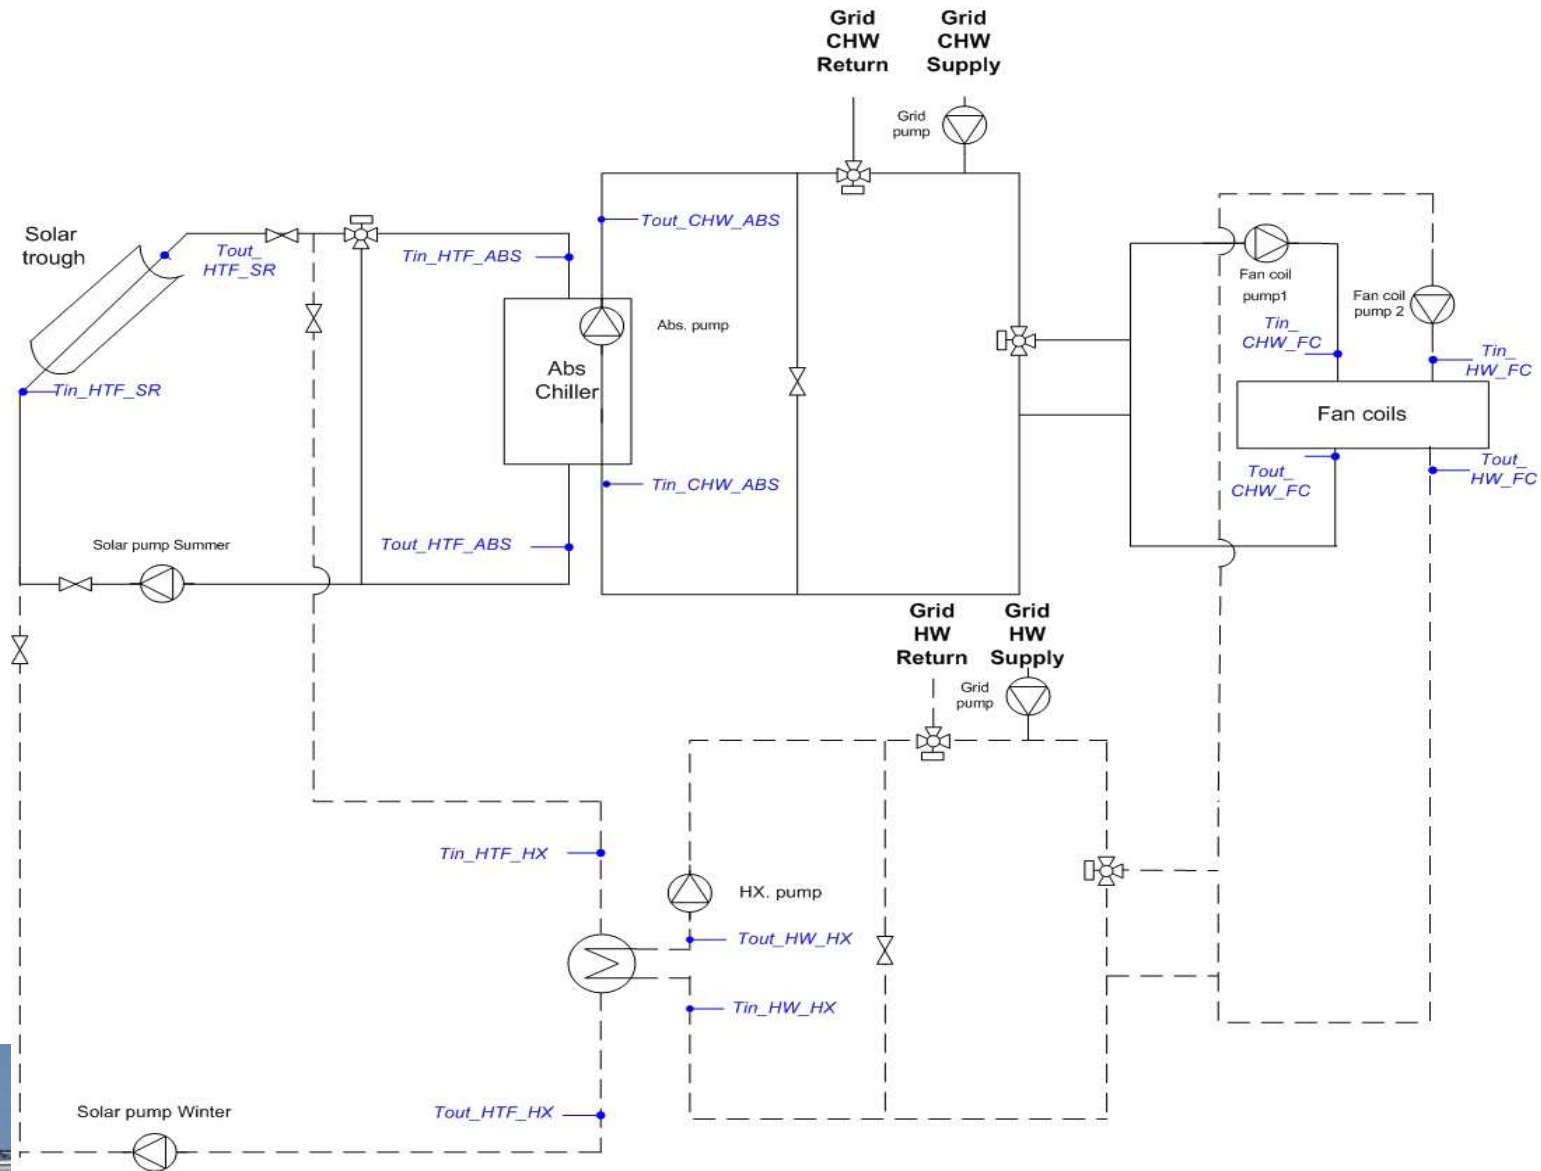 Grid
CHW
Return
Grid
CHW
Supply
Grid
pump
Solar
trough
Tout_
HTF_SR
Tin_HTF_ABS
Tout_CHW_ABS
Fan coil
pump1
Fan coil
pump 2
Abs. pump
Tin_
CHW_FC
Tin_
HW_FC
Abs
Chiller
Tin_HTF_SR
Fan coils
Tout_
CHW_FC
Tout_
HW_FC
Tin_CHW_ABS
Solar pump Summer
Tout_HTF_ABS
Grid
HW
Return
Grid
HW
Supply
Grid
pump
Tin_HTF_HX
HX. pump
Tout_HW_HX
Tin_HW_HX
Solar pump Winter
Tout_HTF_HX